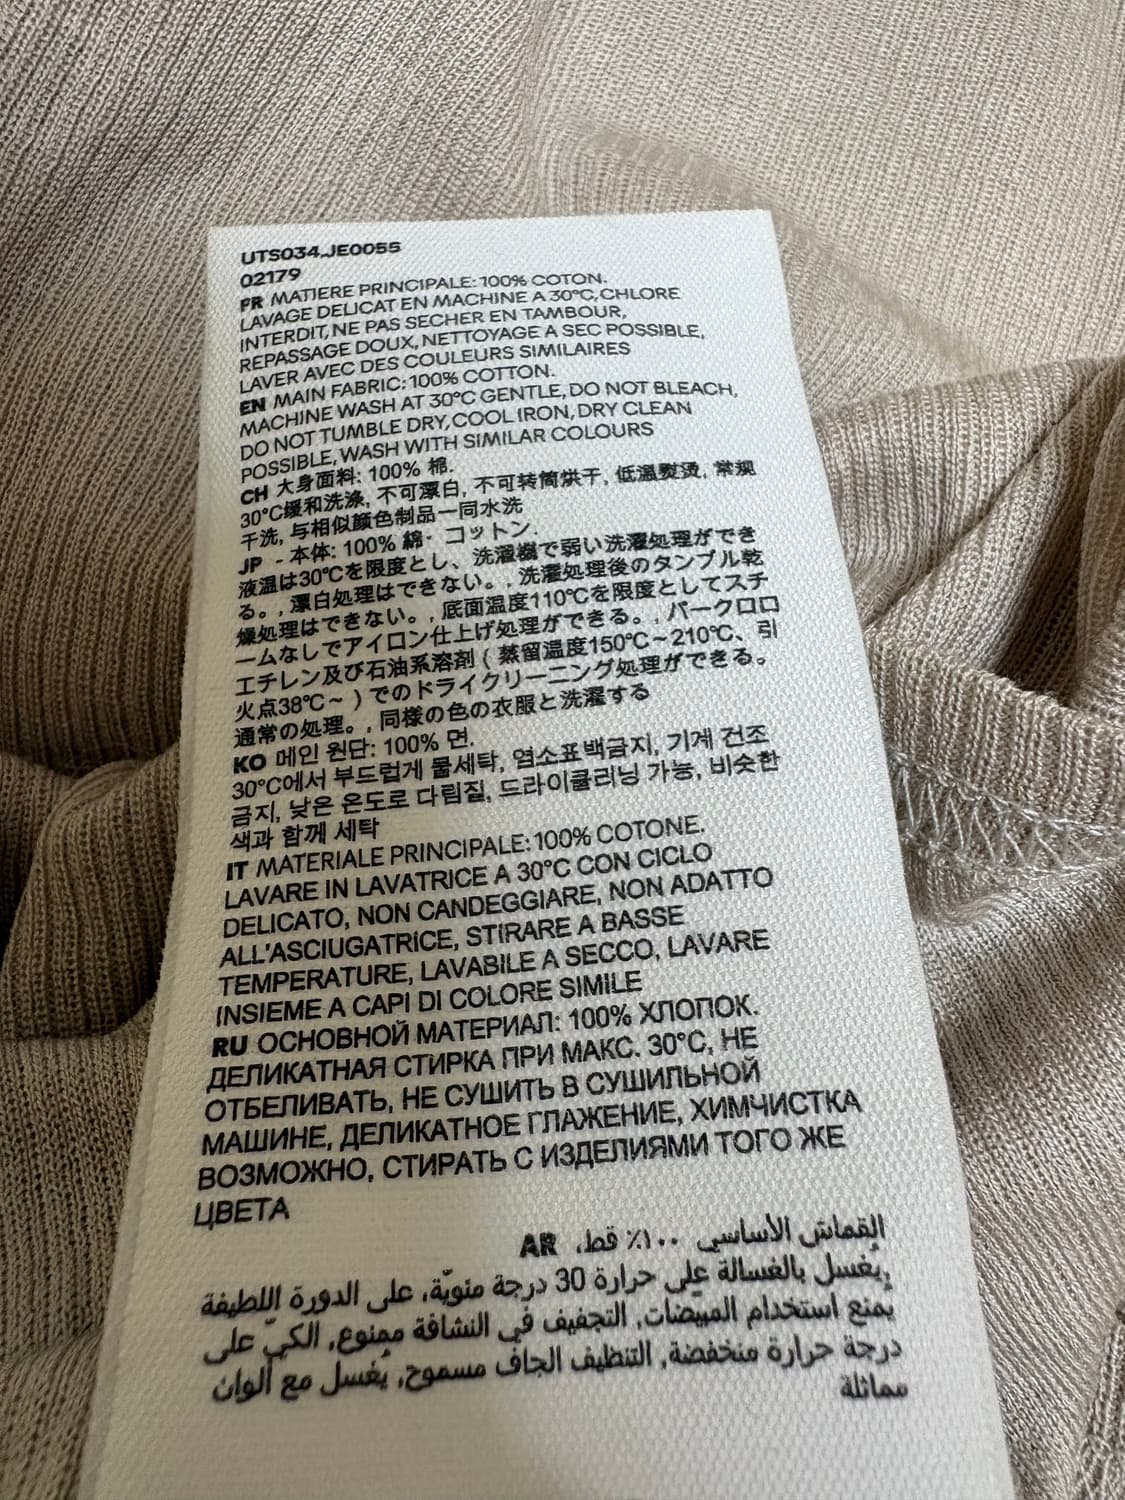 UTS034.JE0055
02179
FR MATIERE PRINCIPALE: 100% COTON.
LAVAGE DELICAT EN MACHINE A 30°C, CHLORE
INTERDIT, NE PAS SECHER EN TAMBOUR,
REPASSAGE DOUX, NETTOYAGE A SEC POSSIBLE,
LAVER AVEC DES COULEURS SIMILAIRES
EN MAIN FABRIC: 100% COTTON.
MACHINE WASH AT 30°C GENTLE, DO NOT BLEACH,
DO NOT TUMBLE DRY, COOL IRON, DRY CLEAN
POSSIBLE, WASH WITH SIMILAR COLOURS
CH 大身面料: 100% 棉.
30°C缓和洗涤, 不可漂白, 不可转筒烘干, 低温熨烫, 常规
干洗, 与相似颜色制品一同水洗
JP - 本体: 100% 綿 - コットン.
液温は30℃を限度とし、洗濯機で弱い洗濯処理ができ
る。, 漂白処理はできない。, 洗濯処理後のタンブル乾
燥処理はできない。, 底面温度110℃を限度としてスチ
ームなしでアイロン仕上げ処理ができる。, パークロロ
エチレン及び石油系溶剤 ( 蒸留温度150℃~210℃、引
火点38℃~ ) でのドライクリーニング処理ができる。
通常の処理。, 同様の色の衣服と洗濯する
KO 메인 원단: 100% 면.
30°C에서 부드럽게 물세탁, 염소표백금지, 기계 건조
금지, 낮은 온도로 다림질, 드라이클리닝 가능, 비슷한
색과 함께 세탁
IT MATERIALE PRINCIPALE: 100% COTONE.
LAVARE IN LAVATRICE A 30°C CON CICLO
DELICATO, NON CANDEGGIARE, NON ADATTO
ALL'ASCIUGATRICE, STIRARE A BASSE
TEMPERATURE, LAVABILE A SECCO, LAVARE
INSIEME A CAPI DI COLORE SIMILE
RU ОСНОВНОЙ МАТЕРИАЛ: 100% ХЛОПОК.
ДЕЛИКАТНАЯ СТИРКА ПРИ МАКС. 30°C, НЕ
ОТБЕЛИВАТЬ, НЕ СУШИТЬ В СУШИЛЬНОЙ
МАШИНЕ, ДЕЛИКАТНОЕ ГЛАЖЕНИЕ, ХИМЧИСТКА
ВОЗМОЖНО, СТИРАТЬ С ИЗДЕЛИЯМИ ТОГО ЖЕ
ЦВЕТА
القماش الأساسي ١٠٠٪ قط. AR
يُغسل بالغسالة على حرارة 30 درجة مئويّة، على الدورة اللطيفة
يمنع استخدام المبيضات, التجفيف في النشافة ممنوع, الكيّ على
درجة حرارة منخفضة, التنظيف الجاف مسموح, يُغسل مع ألوان
مماثلة